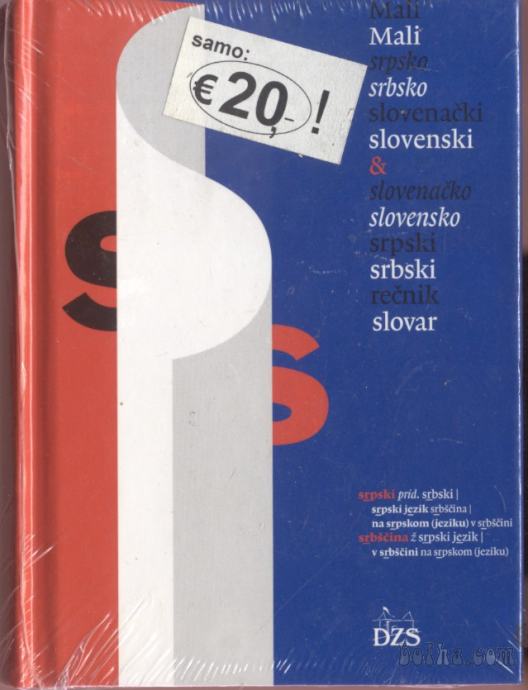 samo:
€ 20,- !
Mali
Mali
srpsko
srbsko
slovenački
slovenski
&
slovenačko
slovensko
srpski
srbski
rečnik
slovar
s
s
srpski prid. srbski |
srpski jezik srbščina |
na srpskom (jeziku) v srbščini
srbščina ž srpski jezik |
v srbščini na srpskom (jeziku)
DZS
bolha.com